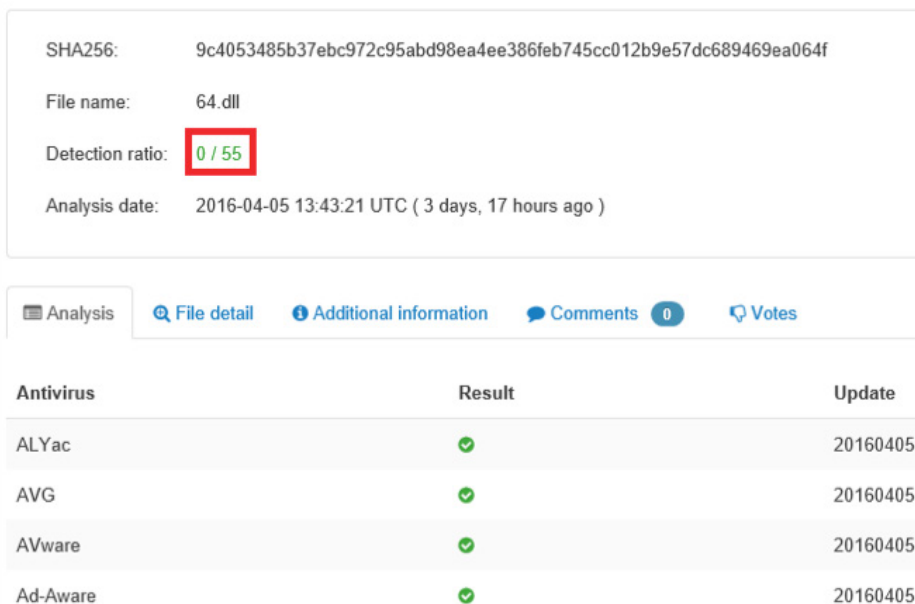 SHA256: 9c4053485b37ebc972c95abd98ea4ee386feb745cc012b9e57dc689469ea064f
File name: 64.dll
Detection ratio: 0 / 55
Analysis date: 2016-04-05 13:43:21 UTC ( 3 days, 17 hours ago )
Analysis File detail Additional information Comments 0 Votes
Antivirus Result Update
ALYac 20160405
AVG 20160405
AVware 20160405
Ad-Aware 20160405